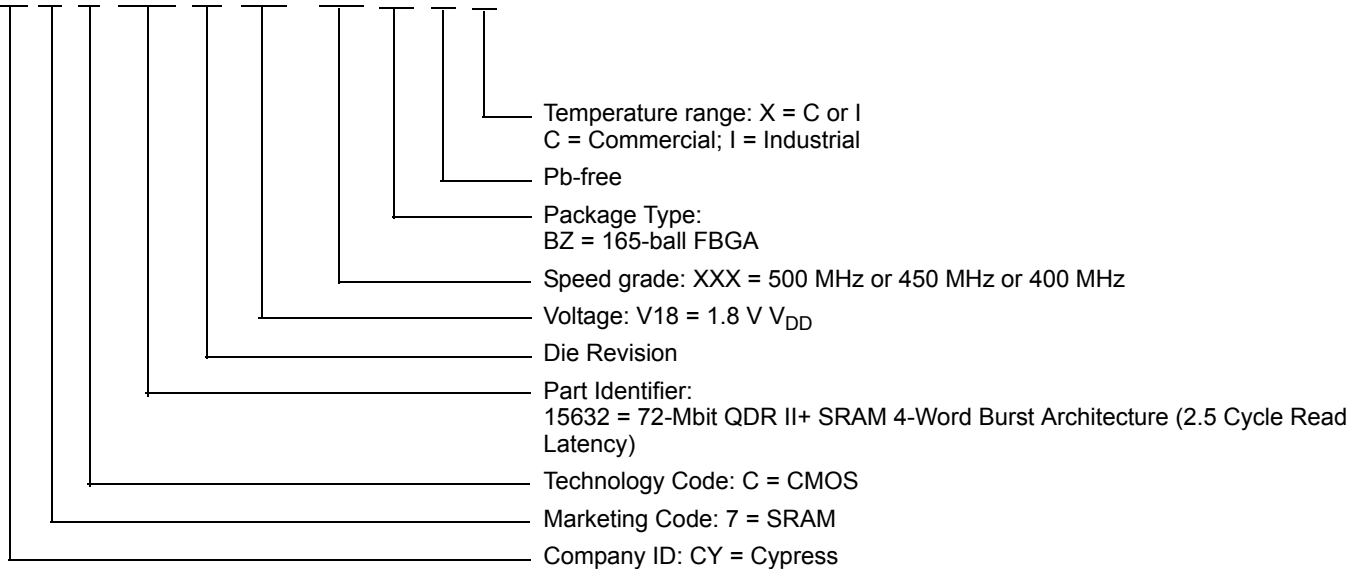 Temperature range: X = C or I
C = Commercial; I = Industrial
Pb-free
Package Type:
BZ = 165-ball FBGA
Speed grade: XXX = 500 MHz or 450 MHz or 400 MHz
Voltage: V18 = 1.8 V VDD
Die Revision
Part Identifier:
15632 = 72-Mbit QDR II+ SRAM 4-Word Burst Architecture (2.5 Cycle Read
Latency)
Technology Code: C = CMOS
Marketing Code: 7 = SRAM
Company ID: CY = Cypress